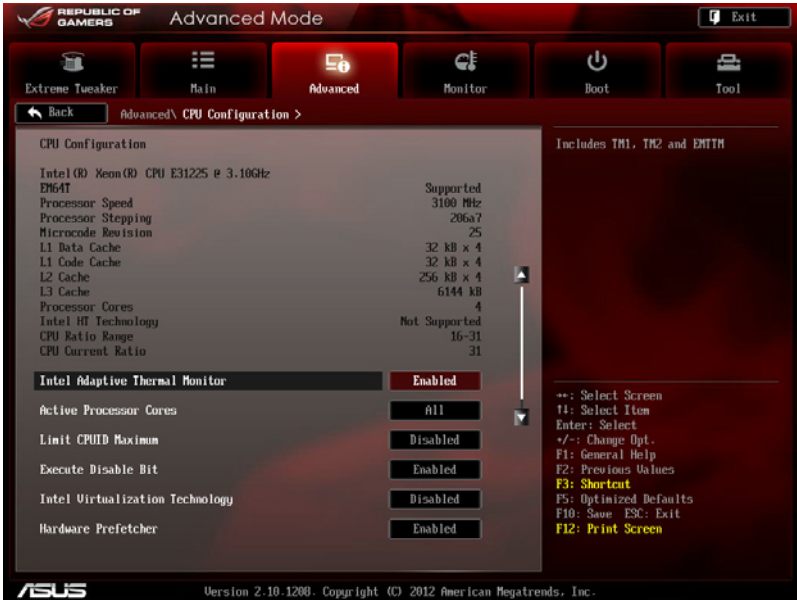 REPUBLIC OF
GAMERS
Advanced Mode
Exit
Extreme Tweaker
Main
Advanced
Monitor
Boot
Tool
Back
Advanced\ CPU Configuration >
CPU Configuration
Includes TM1, TM2 and EMTTM
Intel(R) Xeon(R) CPU E31225 @ 3.10GHz
EM64T Supported
Processor Speed 3100 MHz
Processor Stepping 206a7
Microcode Revision 25
L1 Data Cache 32 kB x 4
L1 Code Cache 32 kB x 4
L2 Cache 256 kB x 4
L3 Cache 6144 kB
Processor Cores 4
Intel HT Technology Not Supported
CPU Ratio Range 16-31
CPU Current Ratio 31
Intel Adaptive Thermal Monitor Enabled
Active Processor Cores All
Limit CPUID Maximum Disabled
Execute Disable Bit Enabled
Intel Virtualization Technology Disabled
Hardware Prefetcher Enabled
→←: Select Screen
↑↓: Select Item
Enter: Select
+/-: Change Opt.
F1: General Help
F2: Previous Values
F3: Shortcut
F5: Optimized Defaults
F10: Save ESC: Exit
F12: Print Screen
ASUS
Version 2.10.1208. Copyright (C) 2012 American Megatrends, Inc.